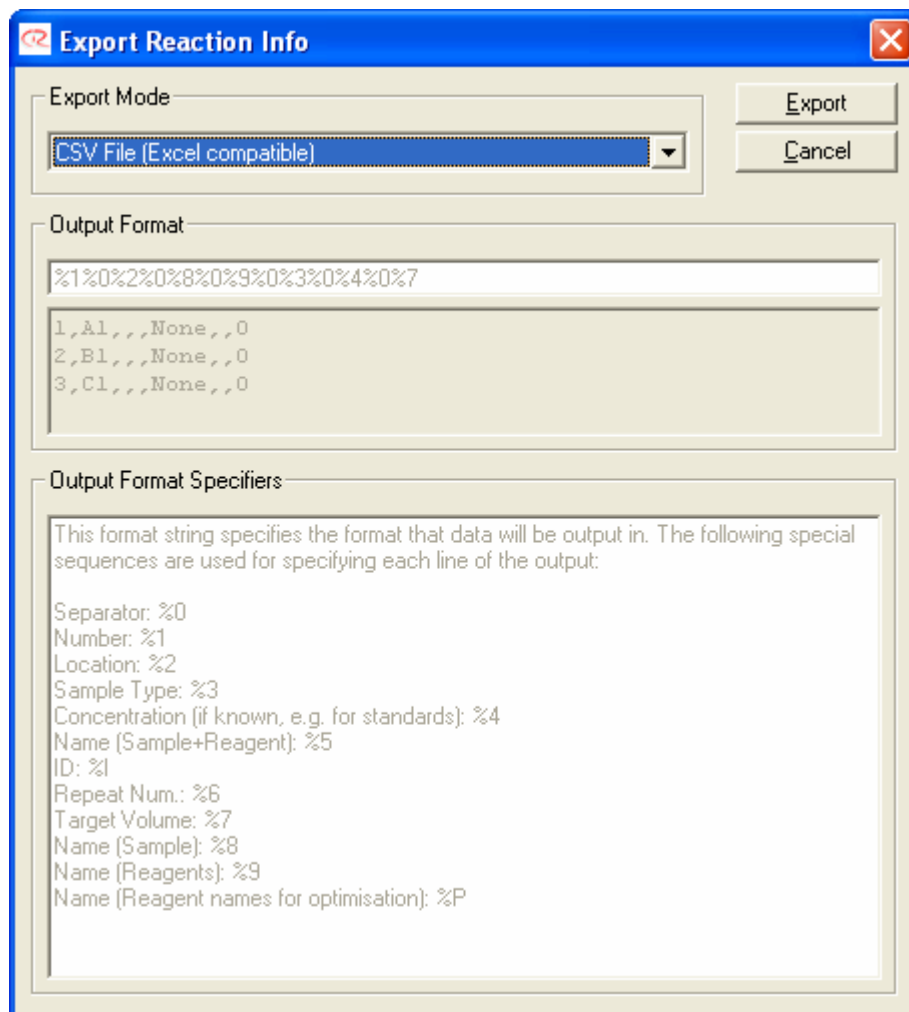 Export Reaction Info
Export Mode
Export
CSV File (Excel compatible)
Cancel
Output Format
%1%0%2%0%8%0%9%0%3%0%4%0%7
1,A1,,,None,,0
2,B1,,,None,,0
3,C1,,,None,,0
Output Format Specifiers
This format string specifies the format that data will be output in. The following special
sequences are used for specifying each line of the output:
Separator: %0
Number: %1
Location: %2
Sample Type: %3
Concentration (if known, e.g. for standards): %4
Name (Sample+Reagent): %5
ID: %I
Repeat Num.: %6
Target Volume: %7
Name (Sample): %8
Name (Reagents): %9
Name (Reagent names for optimisation): %P